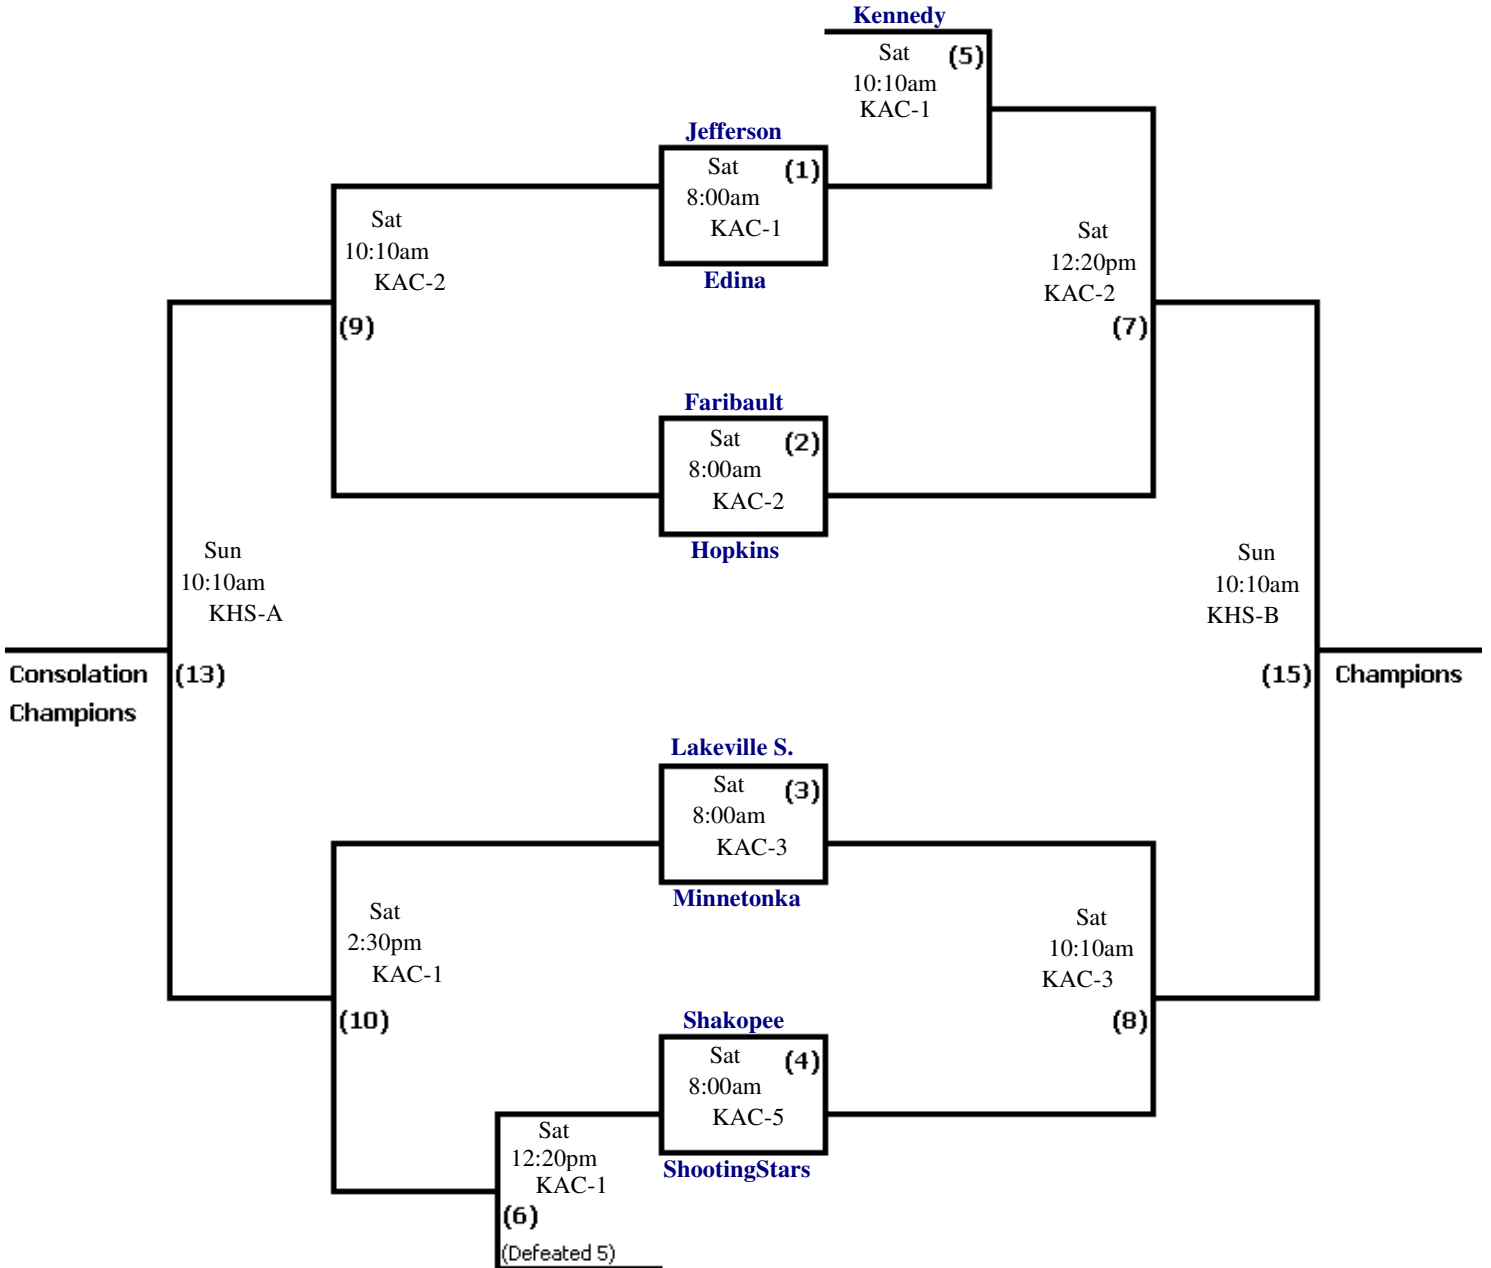 Kennedy
Sat (5)
10:10am
KAC-1
Jefferson
Sat (1)
8:00am
KAC-1
Edina
Sat
10:10am
KAC-2
(9)
Sat
12:20pm
KAC-2
(7)
Faribault
Sat (2)
8:00am
KAC-2
Hopkins
Sun
10:10am
KHS-A
Consolation (13)
Champions
Sun
10:10am
KHS-B
(15) Champions
Lakeville S.
Sat (3)
8:00am
KAC-3
Minnetonka
Sat
2:30pm
KAC-1
(10)
Sat
10:10am
KAC-3
(8)
Shakopee
Sat (4)
8:00am
KAC-5
ShootingStars
Sat
12:20pm
KAC-1
(6)
(Defeated 5)